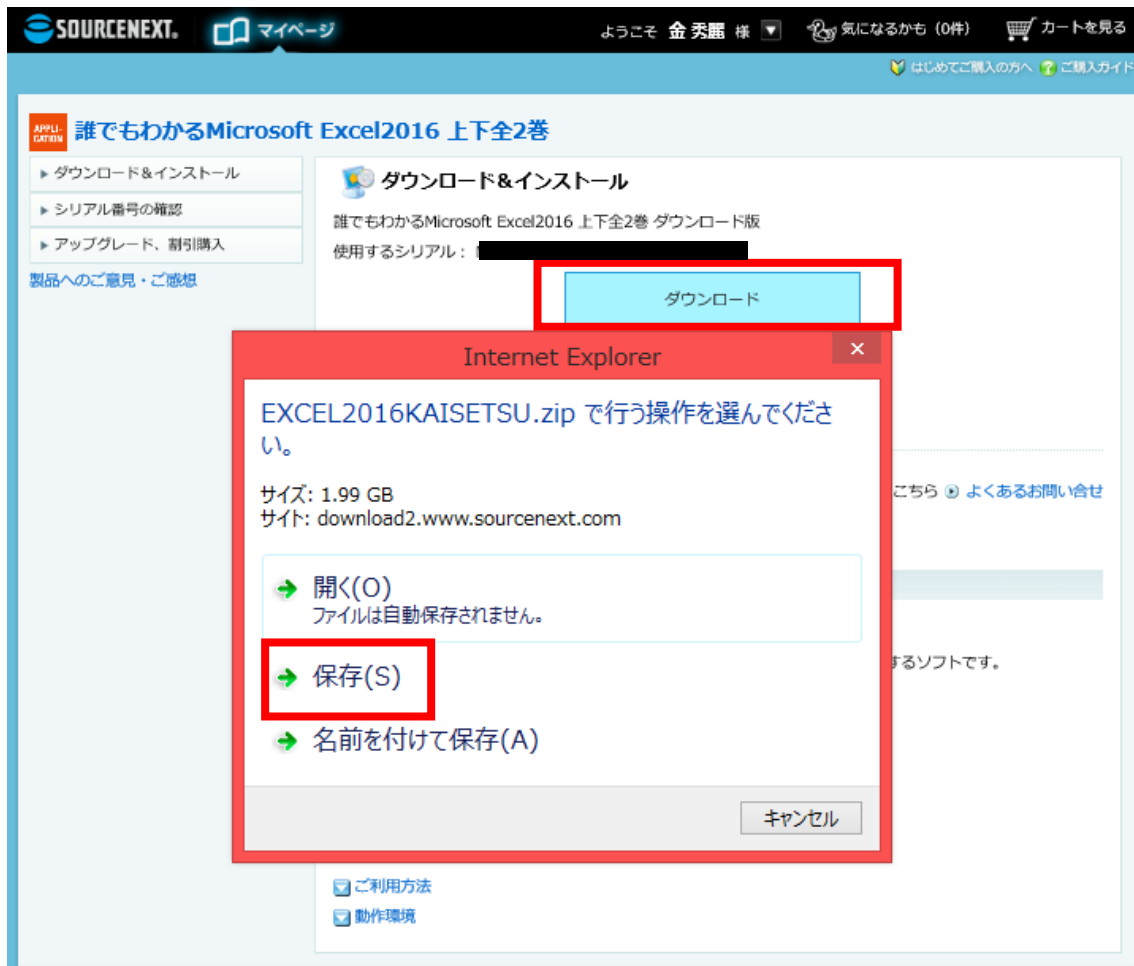 SOURCENEXT.
マイページ
ようこそ 金 秀麗 様
気になるかも (0件)
カートを見る
はじめてご購入の方へ
ご購入ガイド
APPLI-
CATION
誰でもわかるMicrosoft Excel2016 上下全2巻
ダウンロード&インストール
シリアル番号の確認
アップグレード、割引購入
製品へのご意見・ご感想
ダウンロード&インストール
誰でもわかるMicrosoft Excel2016 上下全2巻 ダウンロード版
使用するシリアル：
ダウンロード
Internet Explorer
EXCEL2016KAISETSU.zip で行う操作を選んでくださ
い。
サイズ: 1.99 GB
サイト: download2.www.sourcenext.com
開く(O)
ファイルは自動保存されません。
保存(S)
名前を付けて保存(A)
キャンセル
こちら
よくあるお問い合せ
するソフトです。
ご利用方法
動作環境